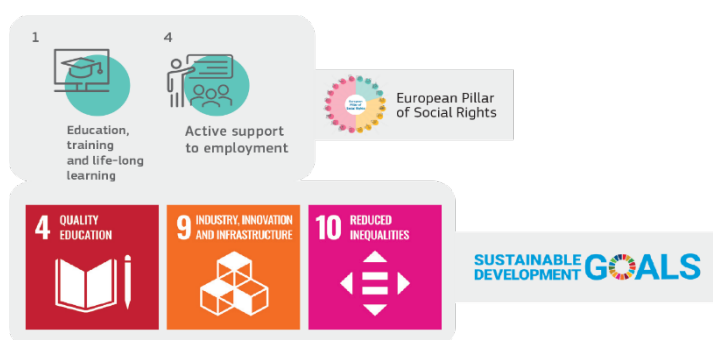 1
4
Education,
training
and life-long
learning
Active support
to employment
European Pillar
of Social Rights
4 QUALITY
EDUCATION
9 INDUSTRY, INNOVATION
AND INFRASTRUCTURE
10 REDUCED
INEQUALITIES
SUSTAINABLE
DEVELOPMENT
GOALS